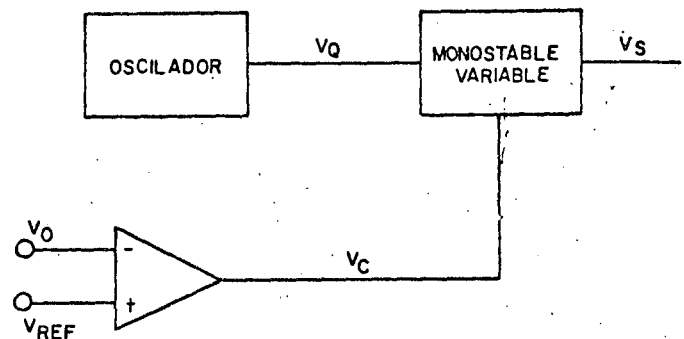 OSCILADOR
VQ
MONOSTABLE
VARIABLE
VS
VO
-
VC
+
VREF